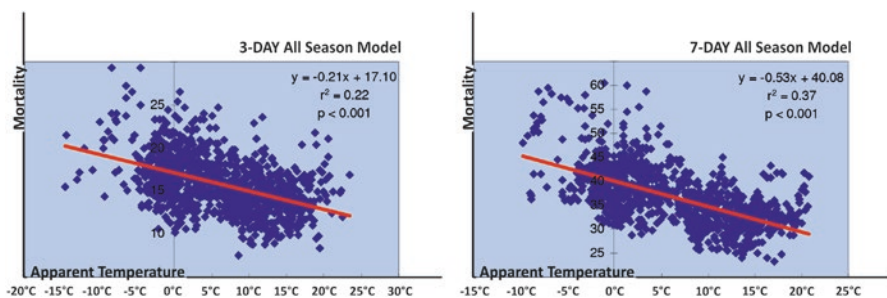 3-DAY All Season Model
Mortality
y = -0.21x + 17.10
r² = 0.22
p < 0.001
25
20
15
10
Apparent Temperature
-20°C -15°C -10°C -5°C 0°C 5°C 10°C 15°C 20°C 30°C
7-DAY All Season Model
Mortality
y = -0.53x + 40.08
r² = 0.37
p < 0.001
65
60
55
50
45
40
35
30
25
Apparent Temperature
-15°C -10°C -5°C 0°C 5°C 10°C 15°C 20°C 25°C